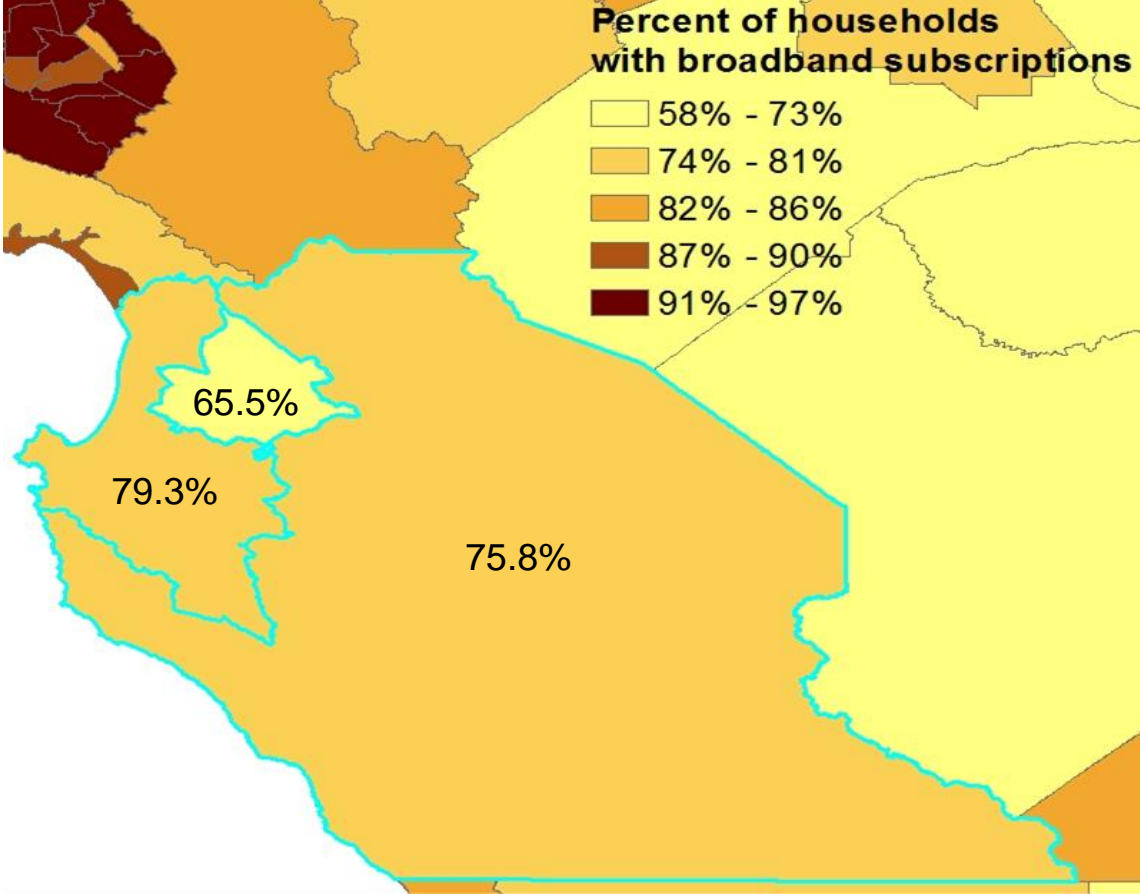 Percent of households
with broadband subscriptions
58% - 73%
74% - 81%
82% - 86%
87% - 90%
91% - 97%
65.5%
79.3%
75.8%